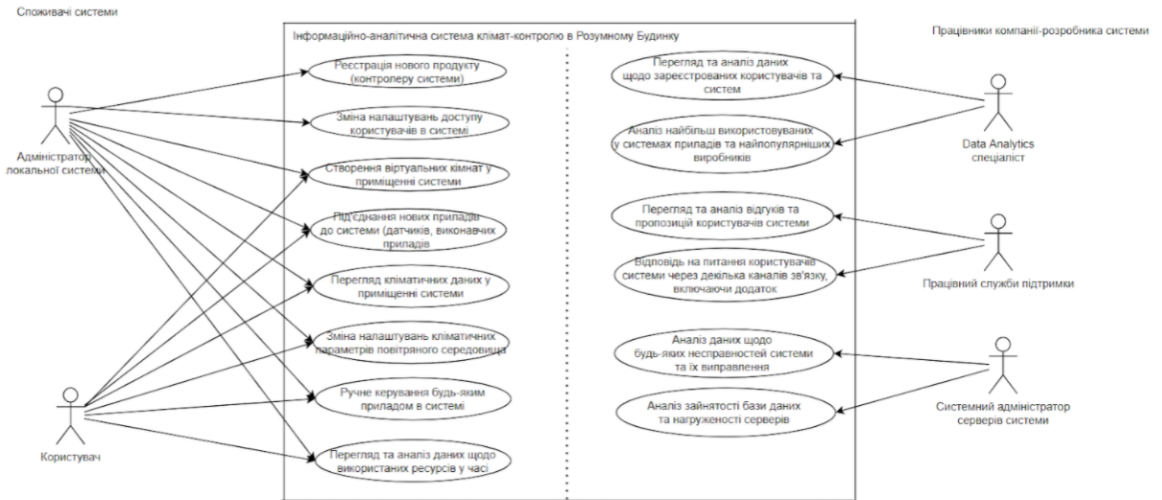 Споживачі системи
Працівники компанії-розробника системи
Інформаційно-аналітична система клімат-контролю в Розумному Будинку
Реєстрація нового продукту
(контролеру системи)
Зміна налаштувань доступу
користувачів в системі
Створення віртуальних кімнат у
приміщенні системи
Під'єднання нових приладів
до системи (датчиків, виконавчих
приладів
Перегляд кліматичних даних у
приміщенні системи
Зміна налаштувань кліматичних
параметрів повітряного середовища
Ручне керування будь-яким
приладом в системі
Перегляд та аналіз даних щодо
використаних ресурсів у часі
Адміністратор
локальної системи
Користувач
Перегляд та аналіз даних
щодо зареєстрованих користувачів та
систем
Аналіз найбільш використовуваних
у системах приладів та найпопулярніших
виробників
Перегляд та аналіз відгуків та
пропозицій користувачів системи
Відповідь на питання користувачів
системи через декілька каналів зв'язку,
включаючи додаток
Аналіз даних щодо
будь-яких несправностей системи
та їх виправлення
Аналіз зайнятості бази даних
та нагруженості серверів
Data Analytics
спеціаліст
Працівний служби підтримки
Системний адміністратор
серверів системи